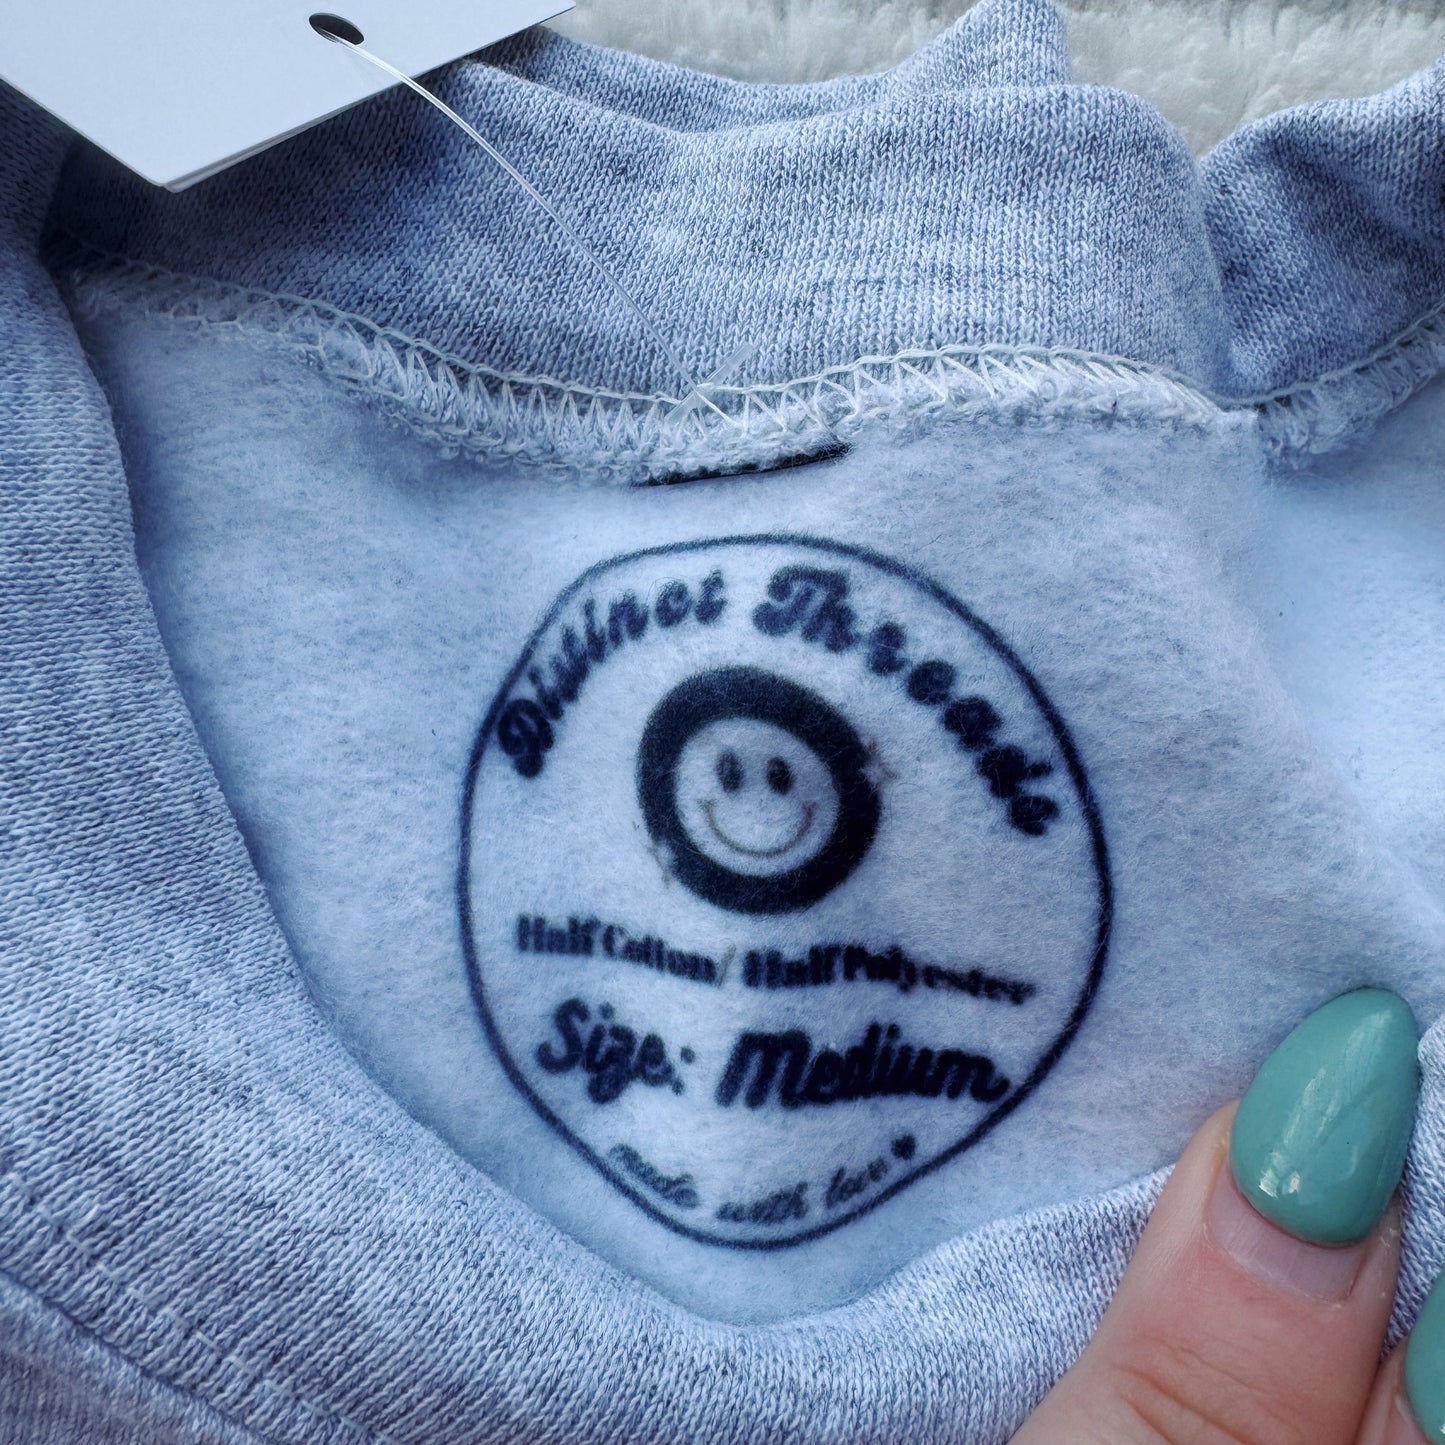 Distinct Threads
Half Cotton/ Half Polyester
Size: Medium
made with love